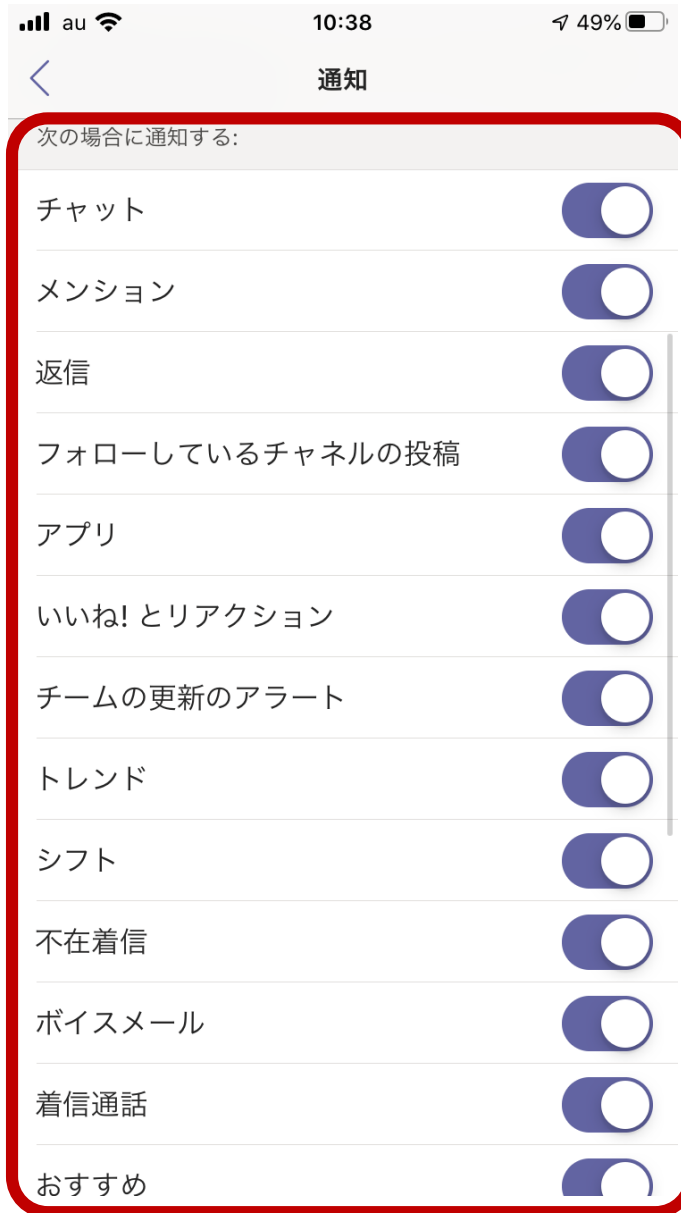 au 10:38 49%
通知
次の場合に通知する:
チャット
メンション
返信
フォローしているチャネルの投稿
アプリ
いいね! とリアクション
チームの更新のアラート
トレンド
シフト
不在着信
ボイスメール
着信通話
おすすめ